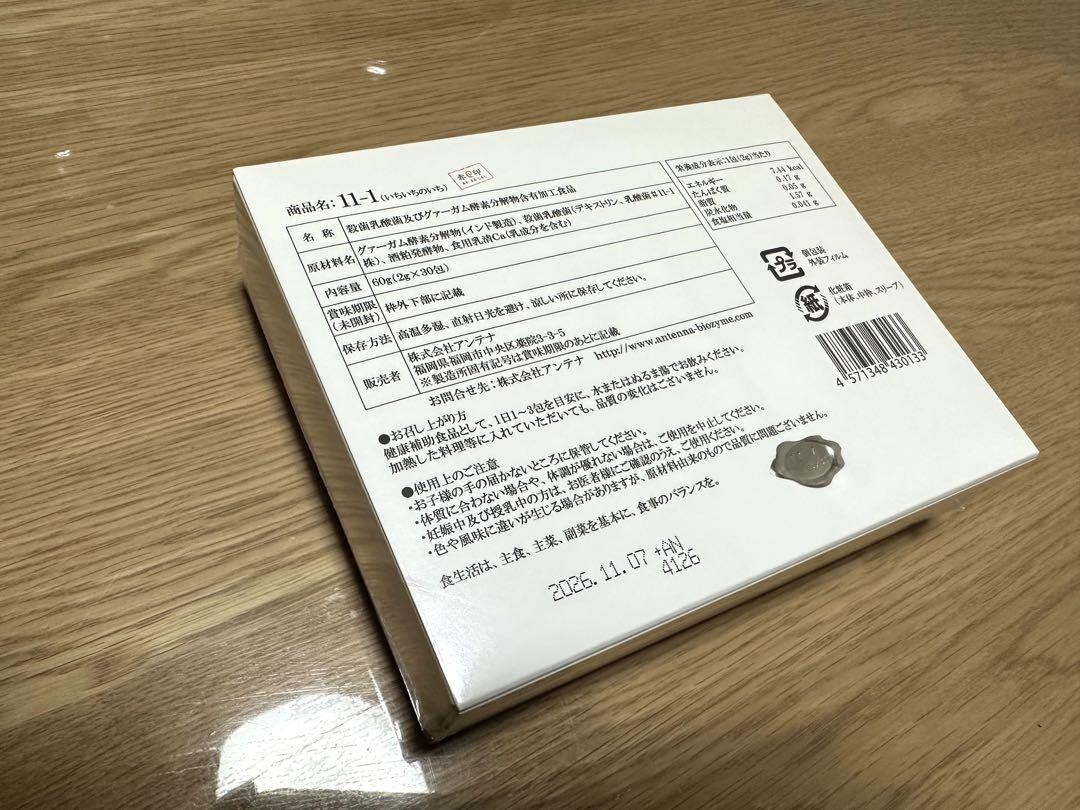 商品名: 11-1 (いちいちのいち)
名 称 殺菌乳酸菌及びグァーガム酵素分解物含有加工食品
原材料名 グァーガム酵素分解物(インド製造)、殺菌乳酸菌(デキストリン、乳酸菌♯11-1
株)、酒粕発酵物、食用乳清Ca(乳成分を含む)
内容量 60g(2g×30包)
賞味期限 (未開封) 枠外下部に記載
保存方法 高温多湿、直射日光を避け、涼しい所に保存してください。
販売者 株式会社アンテナ
福岡県福岡市中央区薬院3-3-5
※製造所固有記号は賞味期限のあとに記載
お問合せ先:株式会社アンテナ http://www.antenna-biozyme.com
●お召し上がり方
健康補助食品として、1日1~3包を目安に、水またはぬるま湯でお飲みください。
加熱した料理等に入れていただいても、品質の変化はございません。
●使用上のご注意
・お子様の手の届かないところに保管してください。
・体質に合わない場合や、体調が優れない場合は、ご使用を中止してください。
・妊娠中及び授乳中の方は、お医者様にご確認のうえ、ご使用ください。
・色や風味に違いが生じる場合がありますが、原材料由来のもので品質に問題ございません。
食生活は、主食、主菜、副菜を基本に、食事のバランスを。
2026.11.07 +AN
4126
栄養成分表示:1包(2g)当たり
エネルギー 7.44 kcal
たんぱく質 0.17 g
脂質 0.05 g
炭水化物 1.57 g
食塩相当量 0.041 g
プラ
個包装
外装フィルム
紙
化粧箱
(本体、中枠、スリーブ)
4 571348 430133